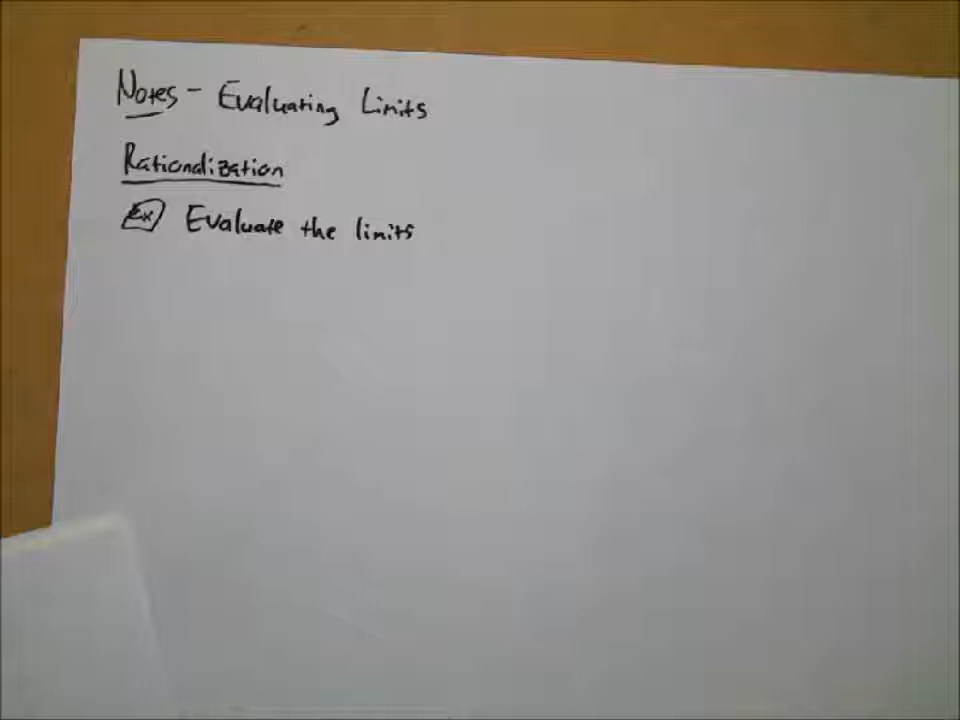 Notes - Evaluating Limits
Rationalization
Ex Evaluate the limits